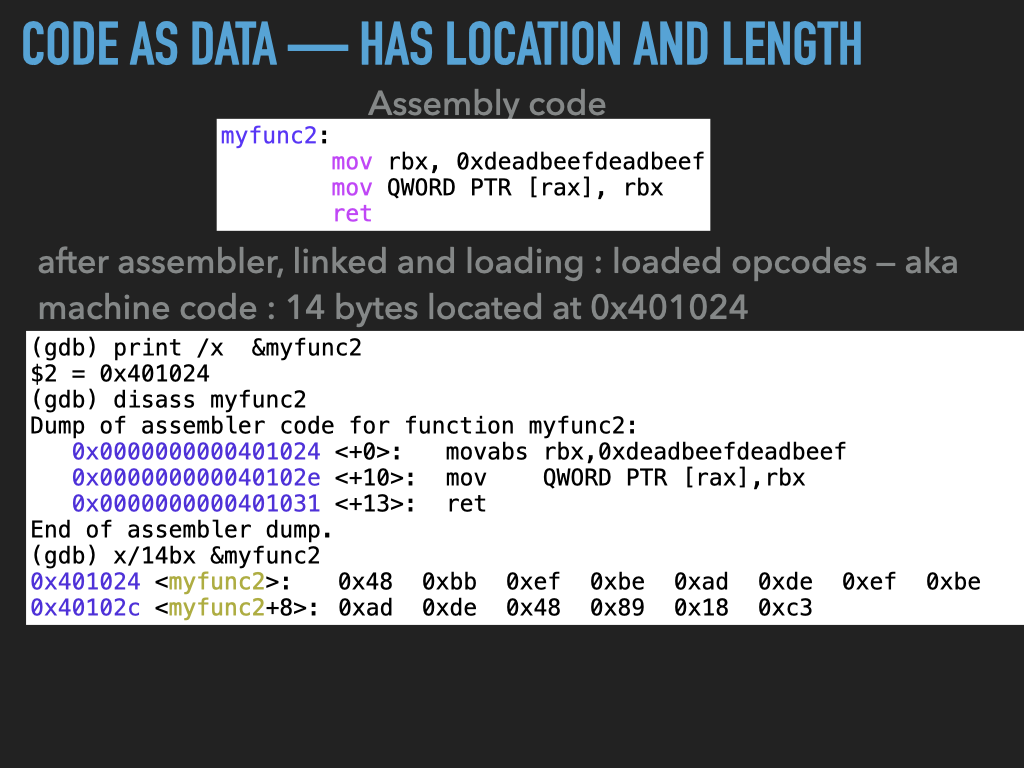 CODE AS DATA — HAS LOCATION AND LENGTH
Assembly code
myfunc2:
mov rbx, 0xdeadbeefdeadbeef
mov QWORD PTR [rax], rbx
ret
after assembler, linked and loading : loaded opcodes – aka
machine code : 14 bytes located at 0x401024
(gdb) print /x  &myfunc2
$2 = 0x401024
(gdb) disass myfunc2
Dump of assembler code for function myfunc2:
   0x0000000000401024 <+0>:   movabs rbx,0xdeadbeefdeadbeef
   0x000000000040102e <+10>:  mov    QWORD PTR [rax],rbx
   0x0000000000401031 <+13>:  ret
End of assembler dump.
(gdb) x/14bx &myfunc2
0x401024 <myfunc2>:   0x48  0xbb  0xef  0xbe  0xad  0xde  0xef  0xbe
0x40102c <myfunc2+8>: 0xad  0xde  0x48  0x89  0x18  0xc3